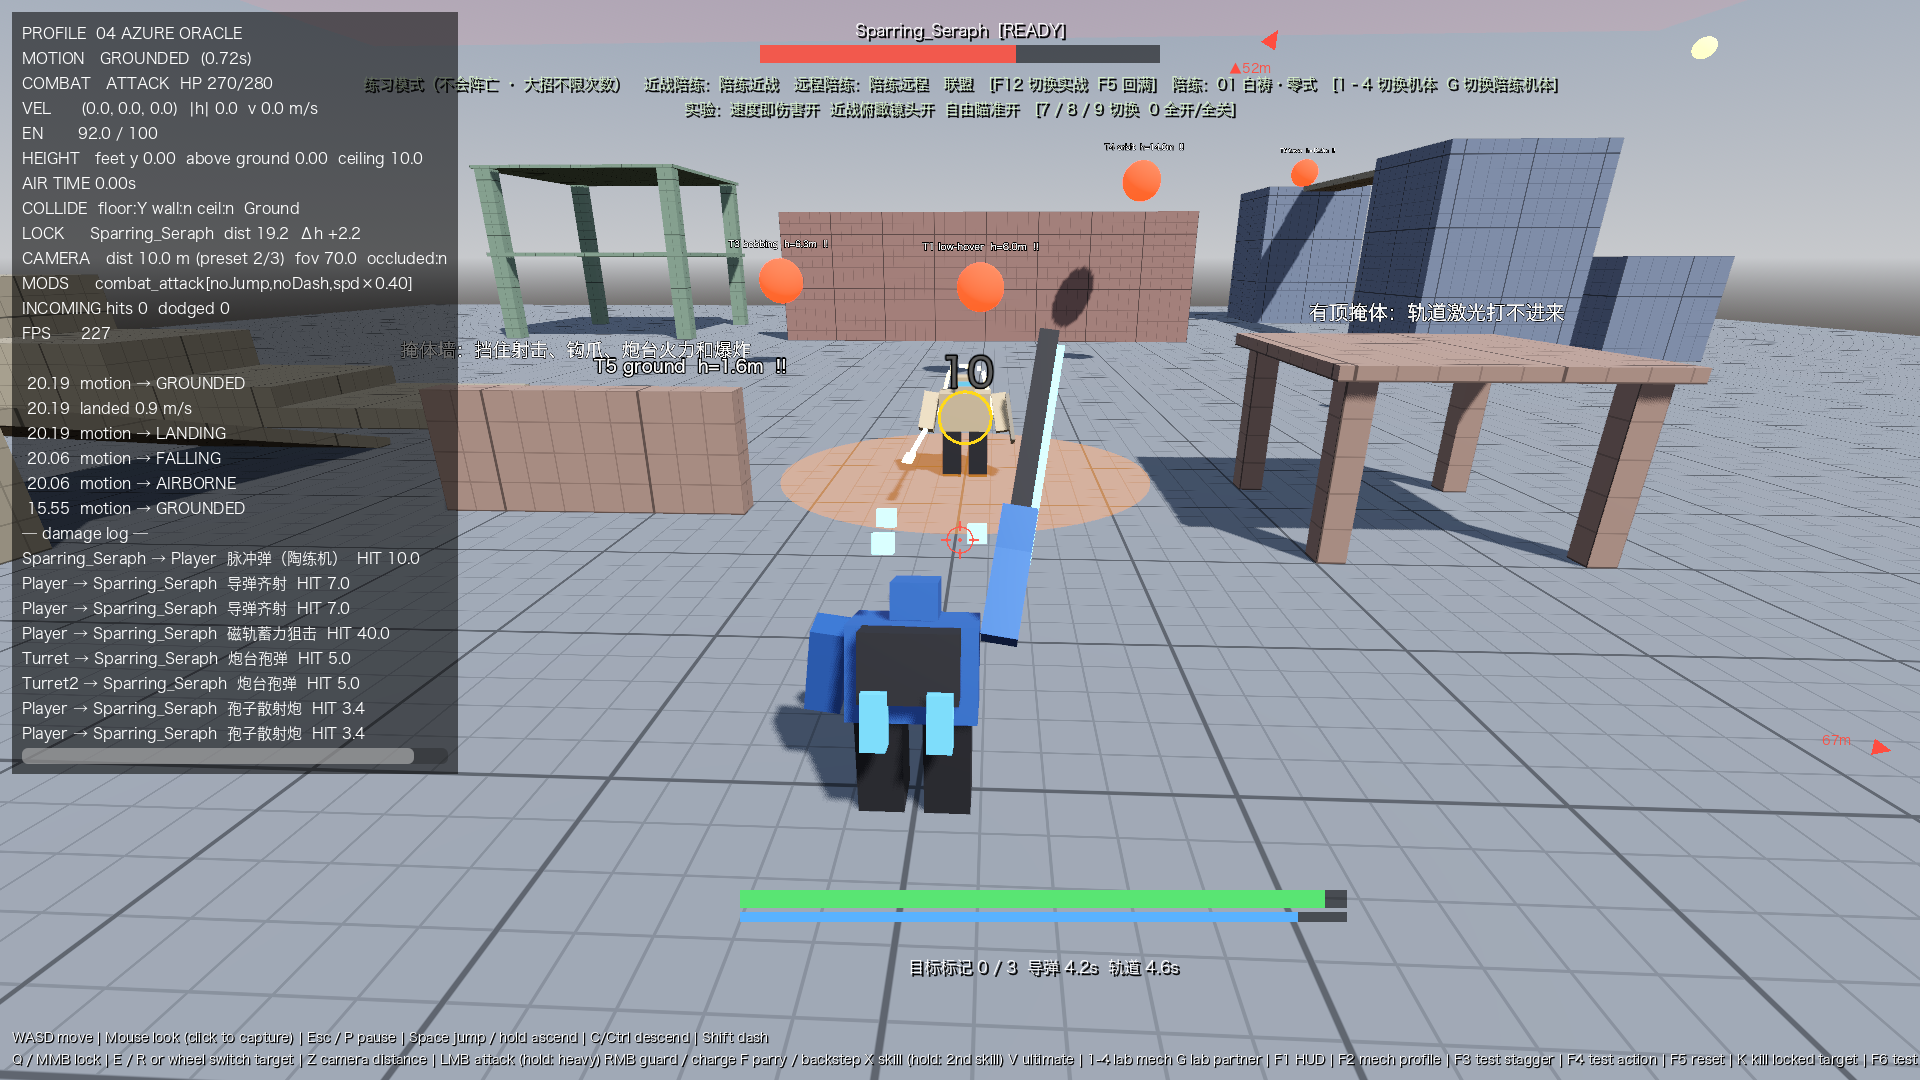 PROFILE 04 AZURE ORACLE
MOTION GROUNDED (0.72s)
COMBAT ATTACK HP 270/280
VEL (0.0, 0.0, 0.0) |h| 0.0 v 0.0 m/s
EN 92.0 / 100
HEIGHT feet y 0.00 above ground 0.00 ceiling 10.0
AIR TIME 0.00s
COLLIDE floor:Y wall:n ceil:n Ground
LOCK Sparring_Seraph dist 19.2 Δh +2.2
CAMERA dist 10.0 m (preset 2/3) fov 70.0 occluded:n
MODS combat_attack[noJump,noDash,spd×0.40]
INCOMING hits 0 dodged 0
FPS 227
20.19 motion → GROUNDED
20.19 landed 0.9 m/s
20.19 motion → LANDING
20.06 motion → FALLING
20.06 motion → AIRBORNE
15.55 motion → GROUNDED
— damage log —
Sparring_Seraph → Player 脉冲弹（陶练机） HIT 10.0
Player → Sparring_Seraph 导弹齐射 HIT 7.0
Player → Sparring_Seraph 导弹齐射 HIT 7.0
Player → Sparring_Seraph 磁轨蓄力狙击 HIT 40.0
Turret → Sparring_Seraph 炮台孢弹 HIT 5.0
Turret2 → Sparring_Seraph 炮台孢弹 HIT 5.0
Player → Sparring_Seraph 孢子散射炮 HIT 3.4
Player → Sparring_Seraph 孢子散射炮 HIT 3.4
Sparring_Seraph [READY]
▲52m
练习模式（不会阵亡 · 大招不限次数） 近战陪练：陪练近战 远程陪练：陪练远程 联盟 [F12 切换实战 F5 回满] 陪练：01 白祷·零式 [1 - 4 切换机体 G 切换陪练机体]
实验：速度即伤害开 近战俯瞰镜头开 自由瞄准开 [7 / 8 / 9 切换 0 全开/全关]
T3 bobbing h=6.3m !!
T1 low-hover h=6.0m !!
有顶掩体：轨道激光打不进来
掩体墙：挡住射击、钩爪、炮台火力和爆炸
T5 ground h=1.6m !!
10
67m
目标标记 0 / 3 导弹 4.2s 轨道 4.6s
WASD move | Mouse look (click to capture) | Esc / P pause | Space jump / hold ascend | C/Ctrl descend | Shift dash
Q / MMB lock | E / R or wheel switch target | Z camera distance | LMB attack (hold: heavy) RMB guard / charge F parry / backstep X skill (hold: 2nd skill) V ultimate | 1-4 lab mech G lab partner | F1 HUD | F2 mech profile | F3 test stagger | F4 test action | F5 reset | K kill locked target | F6 test